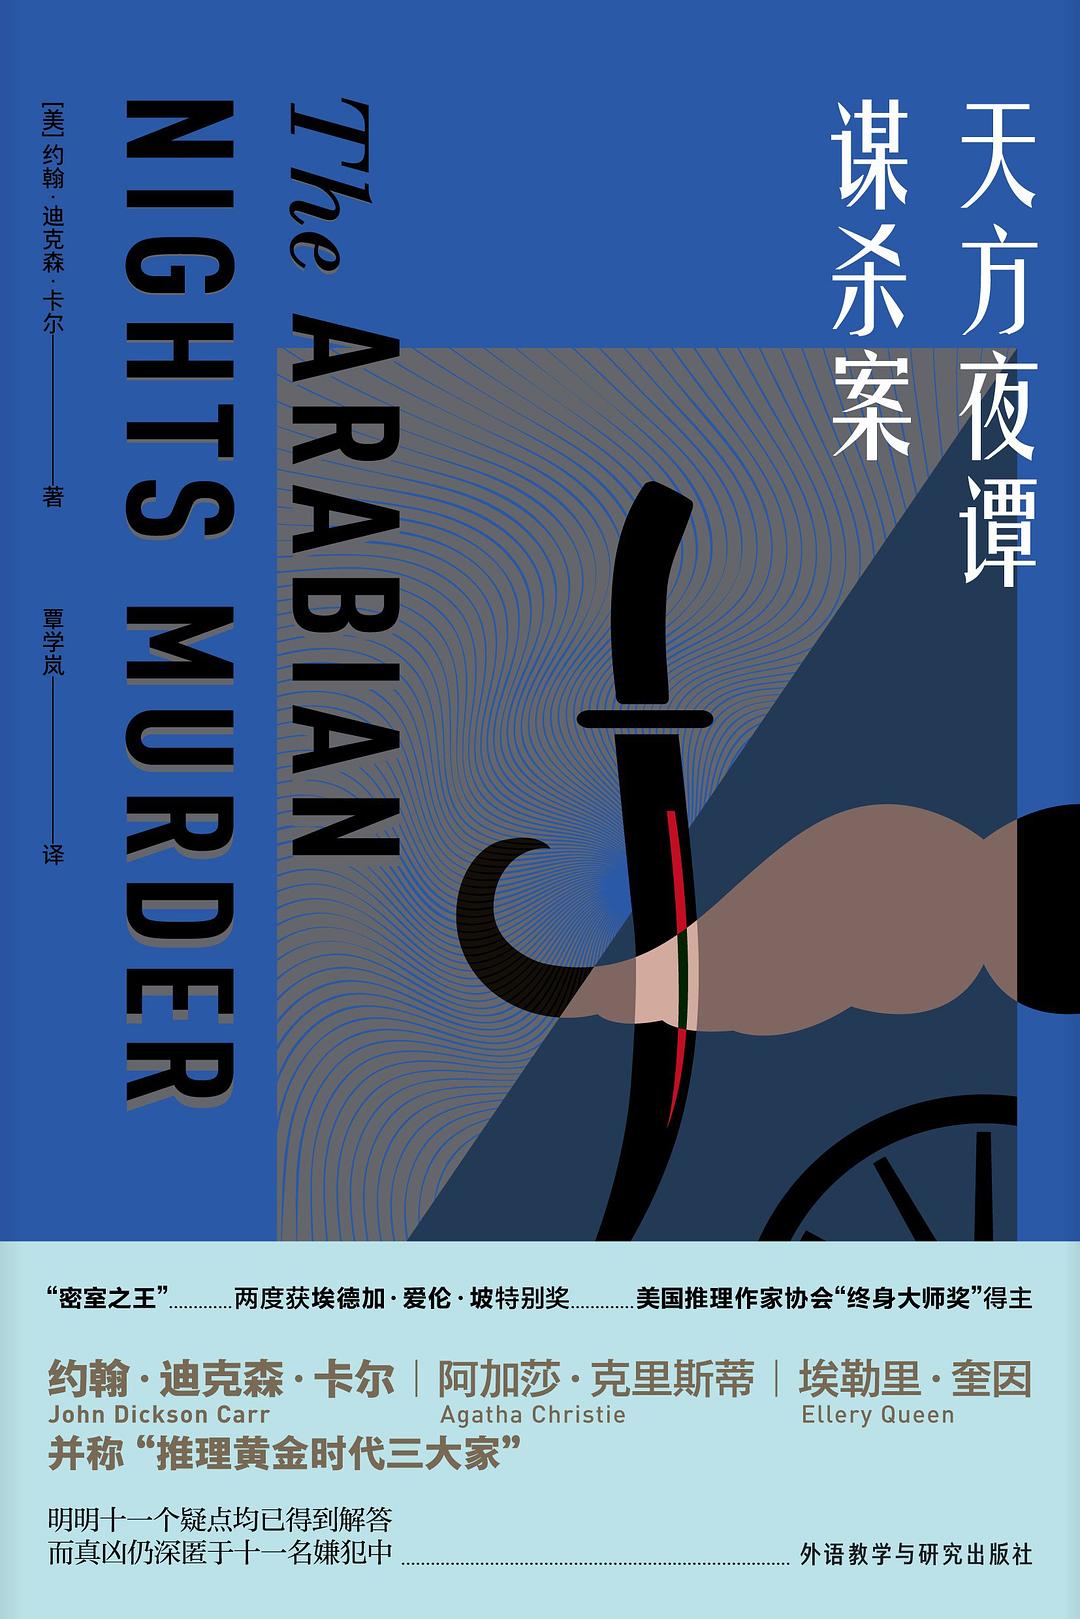 天方夜谭
谋杀案
The ARABIAN
NIGHTS MURDER
[美] 约翰·迪克森·卡尔——著
覃学岚——译
“密室之王”............两度获埃德加·爱伦·坡特别奖............美国推理作家协会“终身大师奖”得主
约翰·迪克森·卡尔｜阿加莎·克里斯蒂｜埃勒里·奎因
John Dickson Carr Agatha Christie Ellery Queen
并称“推理黄金时代三大家”
明明十一个疑点均已得到解答
而真凶仍深匿于十一名嫌犯中............外语教学与研究出版社